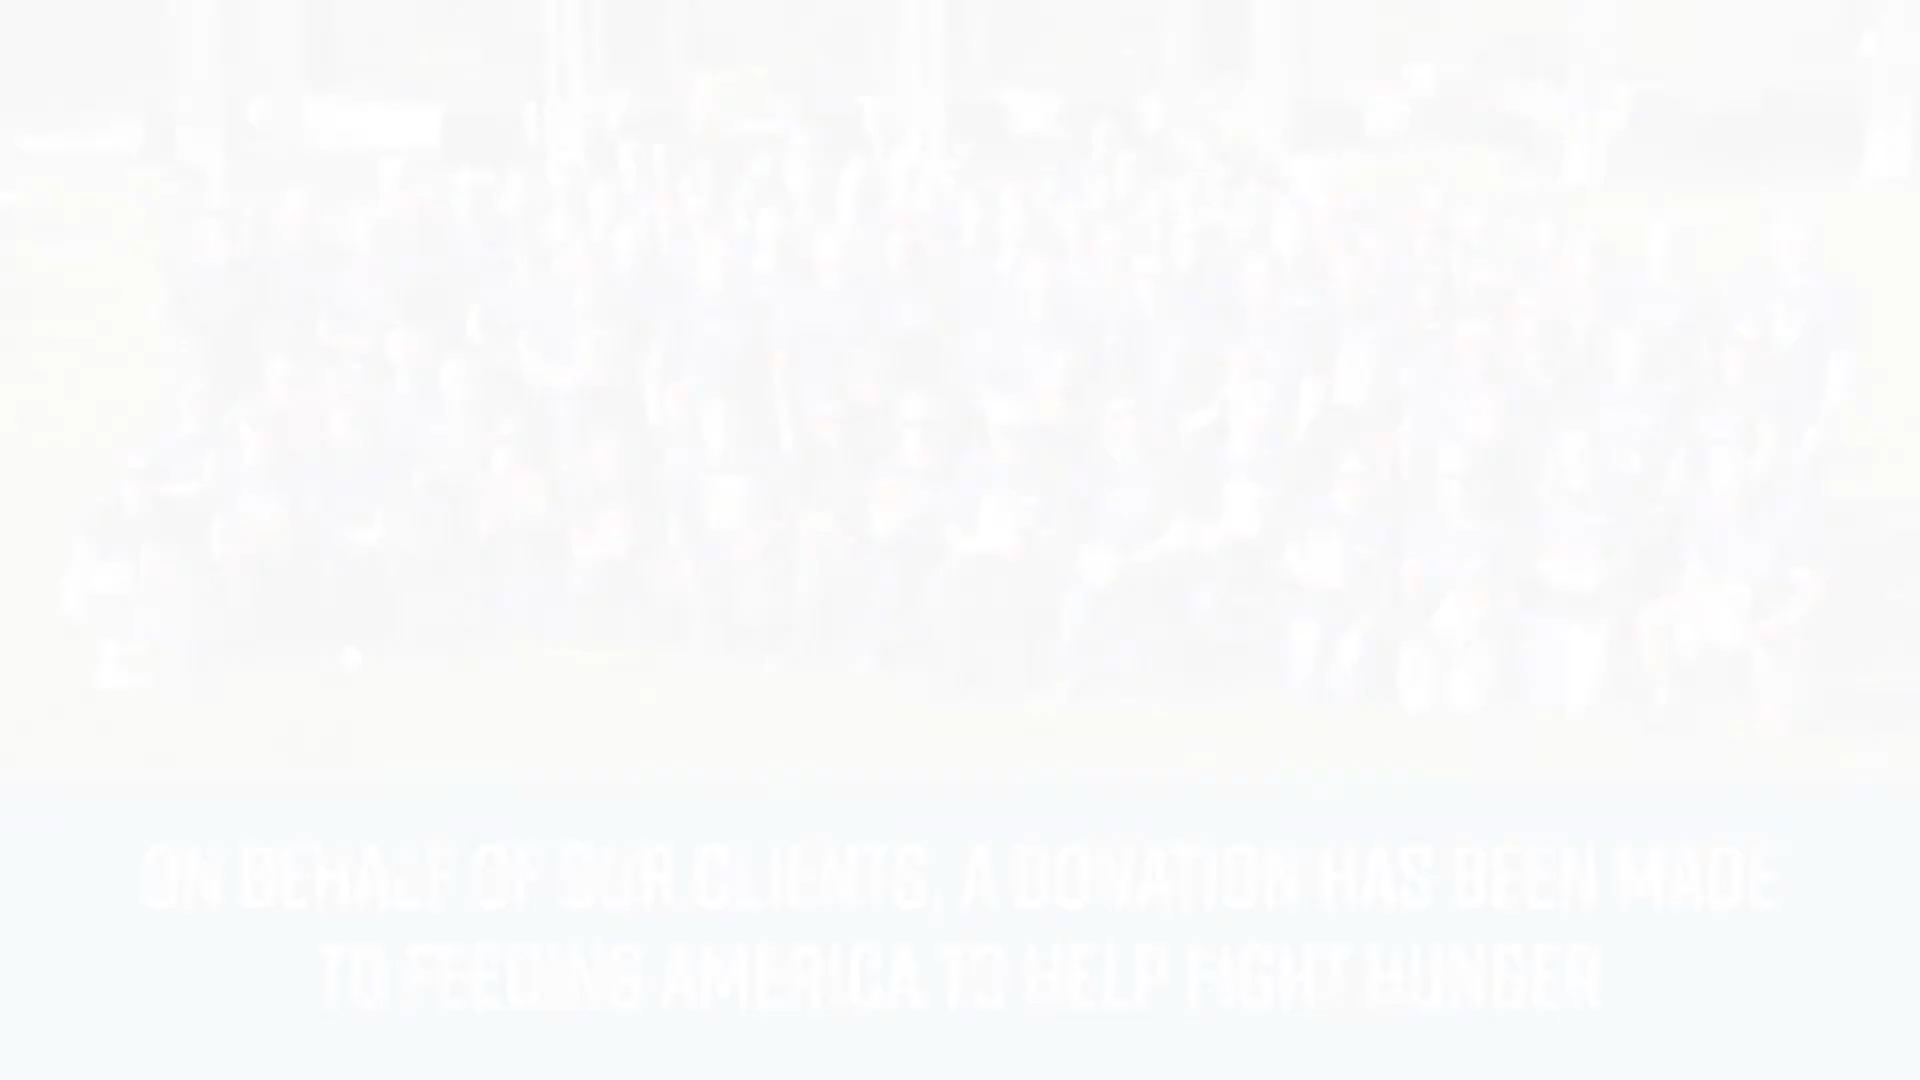 ON BEHALF OF OUR CLIENTS, A DONATION HAS BEEN MADE
TO FEEDING AMERICA TO HELP FIGHT HUNGER